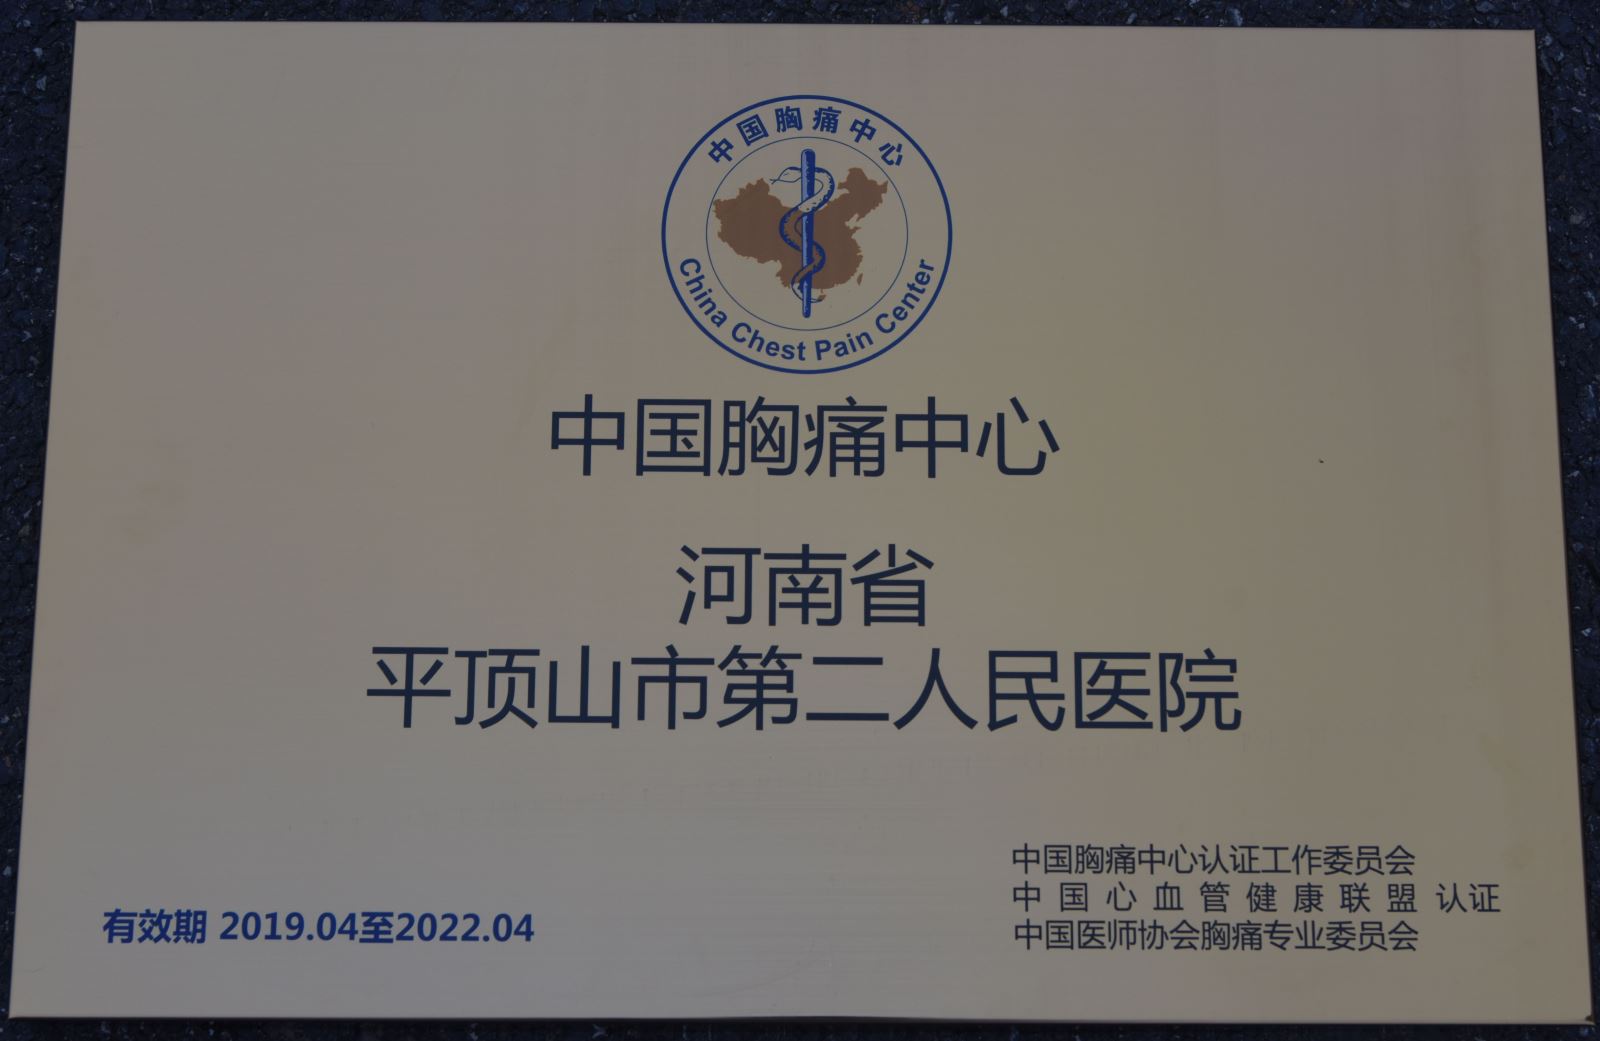 中国胸痛中心
China Chest Pain Center
中国胸痛中心
河南省
平顶山市第二人民医院
有效期 2019.04至2022.04
中国胸痛中心认证工作委员会
中国心血管健康联盟 认证
中国医师协会胸痛专业委员会